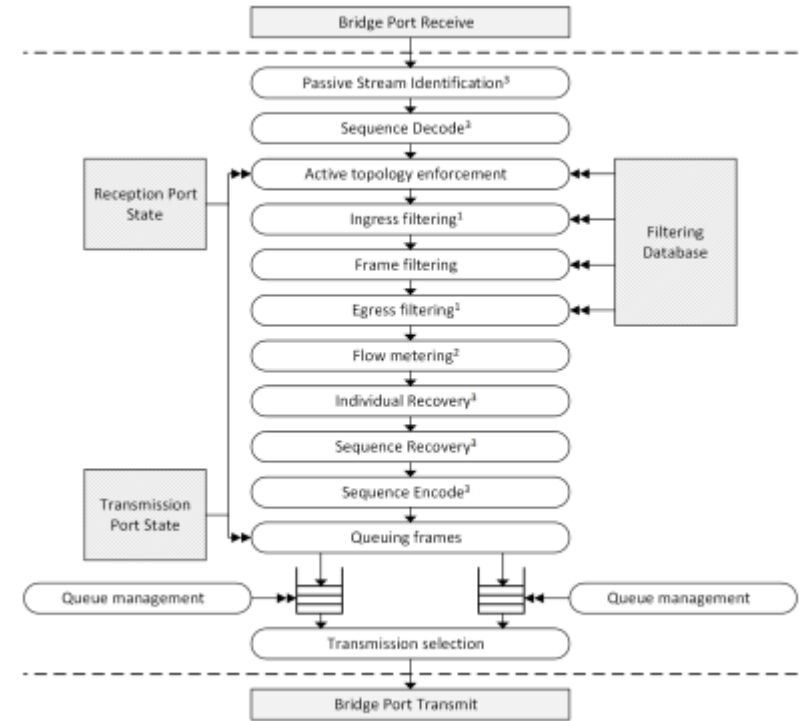 Bridge Port Receive
Passive Stream Identification³
Sequence Decode³
Active topology enforcement
Reception Port
State
Ingress filtering¹
Filtering
Database
Frame filtering
Egress filtering¹
Flow metering²
Individual Recovery³
Sequence Recovery³
Sequence Encode³
Transmission
Port State
Queuing frames
Queue management
Queue management
Transmission selection
Bridge Port Transmit